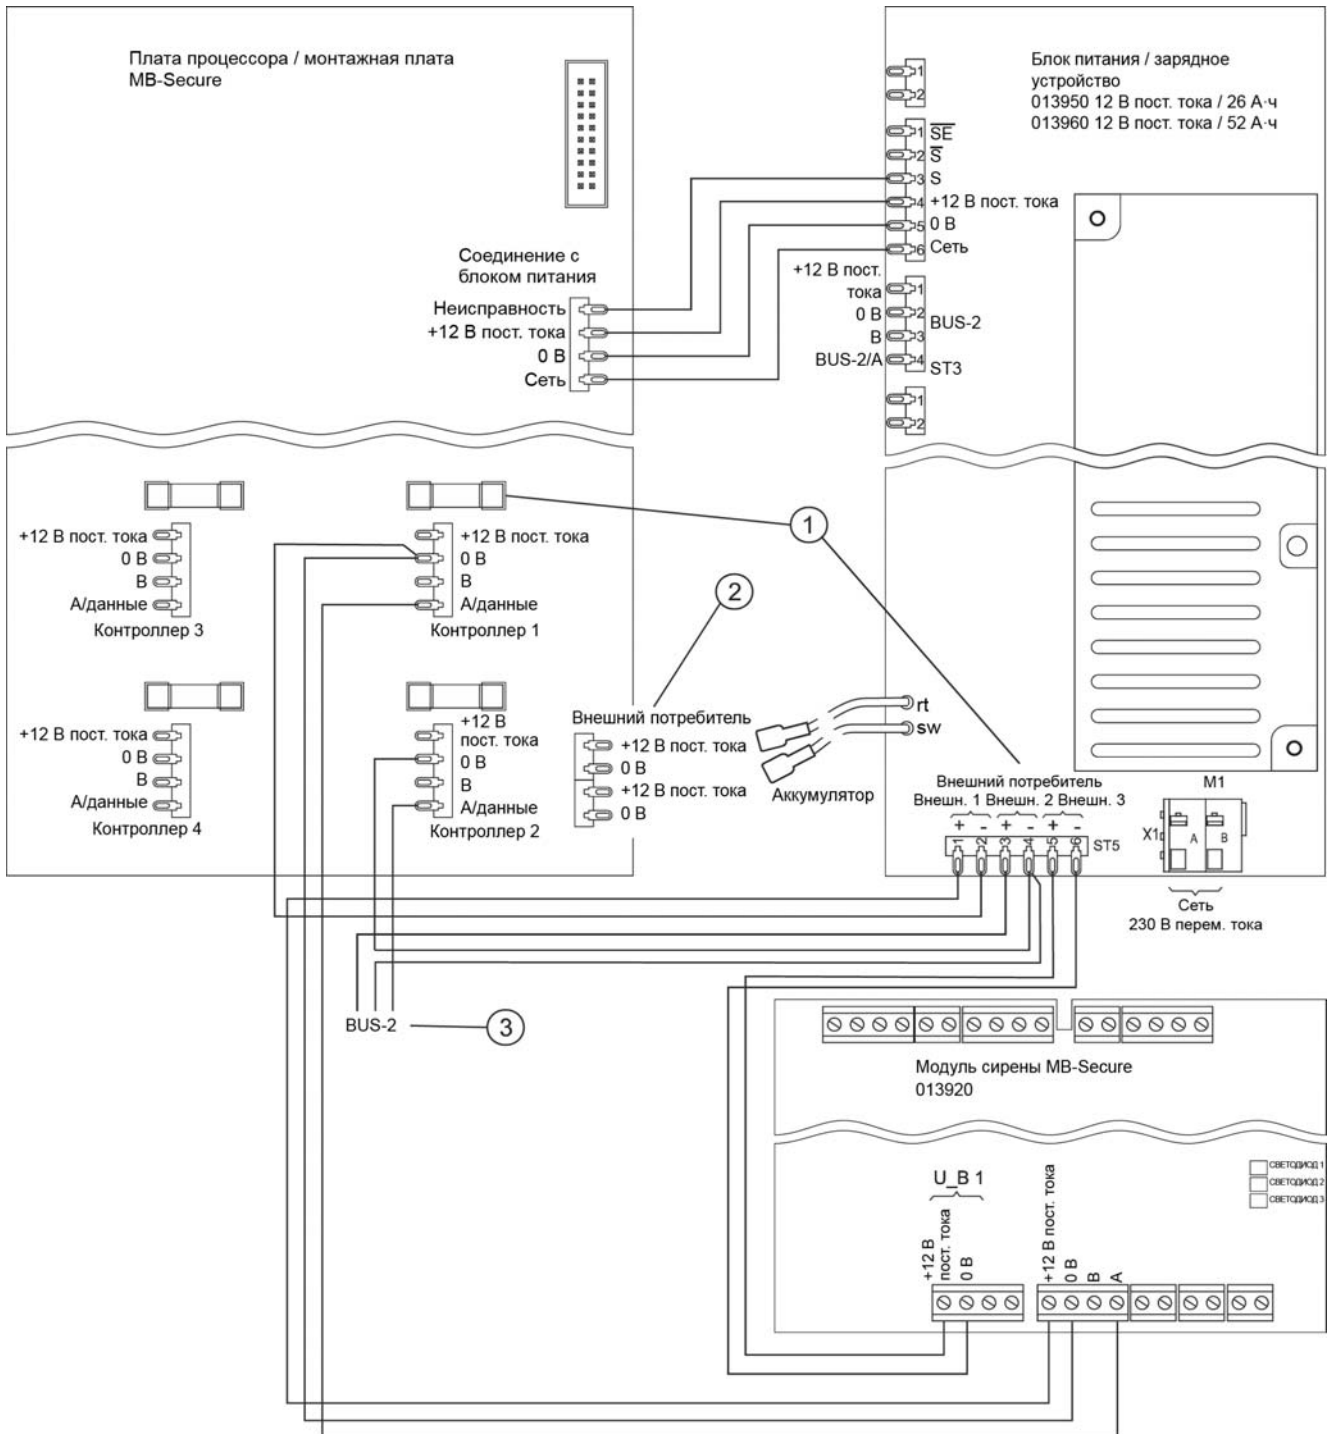 Плата процессора / монтажная плата
MB-Secure
Блок питания / зарядное
устройство
013950 12 В пост. тока / 26 А·ч
013960 12 В пост. тока / 52 А·ч
1
2
1 SE
2 S
3 S
4 +12 В пост. тока
5 0 В
6 Сеть
Соединение с
блоком питания
Неисправность
+12 В пост. тока
0 В
Сеть
+12 В пост.
тока
0 В
В
BUS-2/A
1
2
3
4
BUS-2
ST3
1
2
+12 В пост. тока
0 В
В
А/данные
Контроллер 3
+12 В пост. тока
0 В
В
А/данные
Контроллер 1
1
2
+12 В пост. тока
0 В
В
А/данные
Контроллер 4
+12 В
пост. тока
0 В
В
А/данные
Контроллер 2
Внешний потребитель
+12 В пост. тока
0 В
+12 В пост. тока
0 В
rt
sw
Аккумулятор
Внешний потребитель
Внешн. 1 Внешн. 2 Внешн. 3
+ - + - + -
1 2 3 4 5 6
ST5
M1
X1
A B
Сеть
230 В перем. тока
BUS-2
3
Модуль сирены MB-Secure
013920
СВЕТОДИОД 1
СВЕТОДИОД 2
СВЕТОДИОД 3
U_B 1
+12 В
пост. тока
0 В
+12 В пост. тока
0 В
В
А